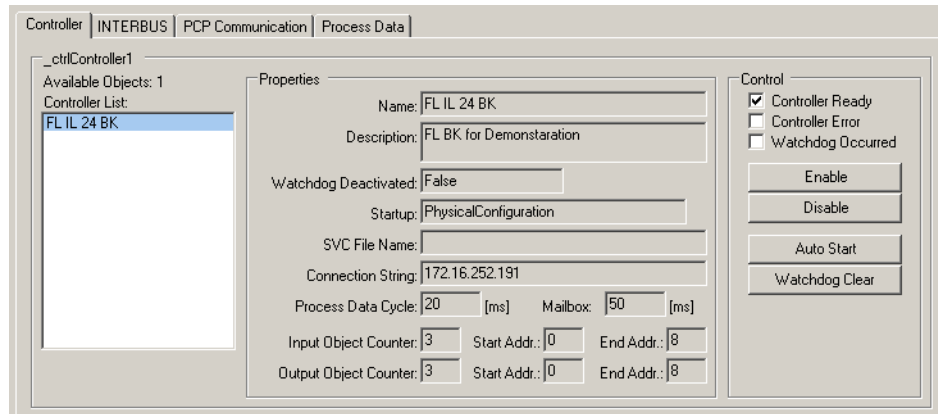 Controller INTERBUS PCP Communication Process Data
_ctrlController1
Available Objects: 1
Controller List:
FL IL 24 BK
Properties
Name: FL IL 24 BK
Description: FL BK for Demonstaration
Watchdog Deactivated: False
Startup: PhysicalConfiguration
SVC File Name:
Connection String: 172.16.252.191
Process Data Cycle: 20 [ms] Mailbox: 50 [ms]
Input Object Counter: 3 Start Addr.: 0 End Addr.: 8
Output Object Counter: 3 Start Addr.: 0 End Addr.: 8
Control
Controller Ready
Controller Error
Watchdog Occurred
Enable
Disable
Auto Start
Watchdog Clear